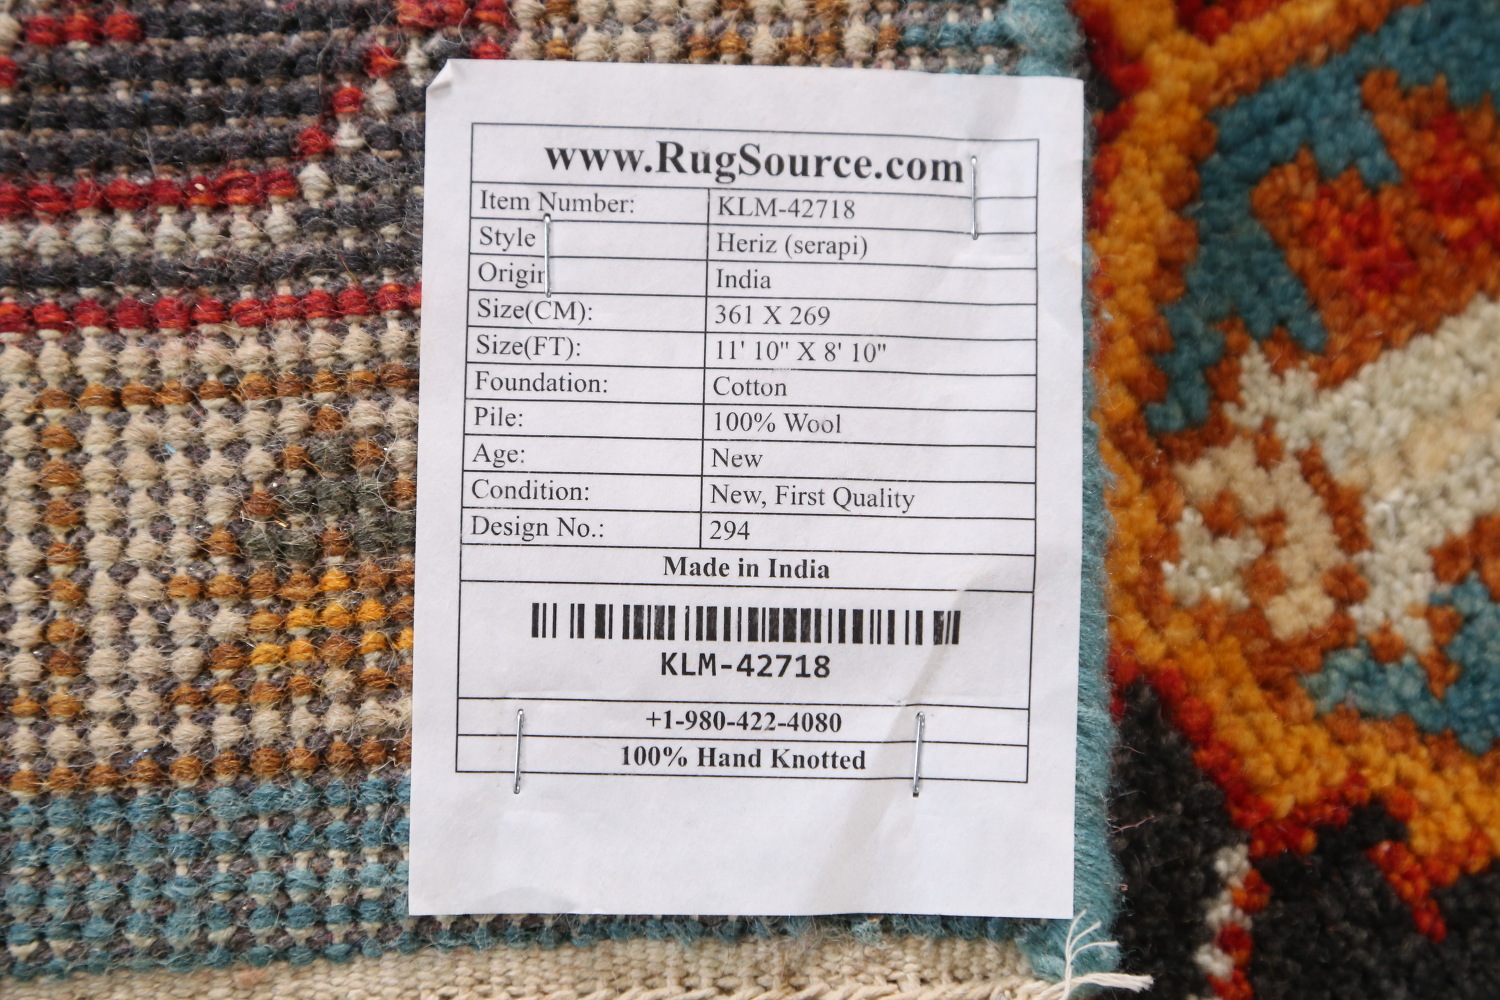 www.RugSource.com
Item Number: KLM-42718
Style Heriz (serapi)
Origin India
Size(CM): 361 X 269
Size(FT): 11' 10" X 8' 10"
Foundation: Cotton
Pile: 100% Wool
Age: New
Condition: New, First Quality
Design No.: 294
Made in India
KLM-42718
+1-980-422-4080
100% Hand Knotted